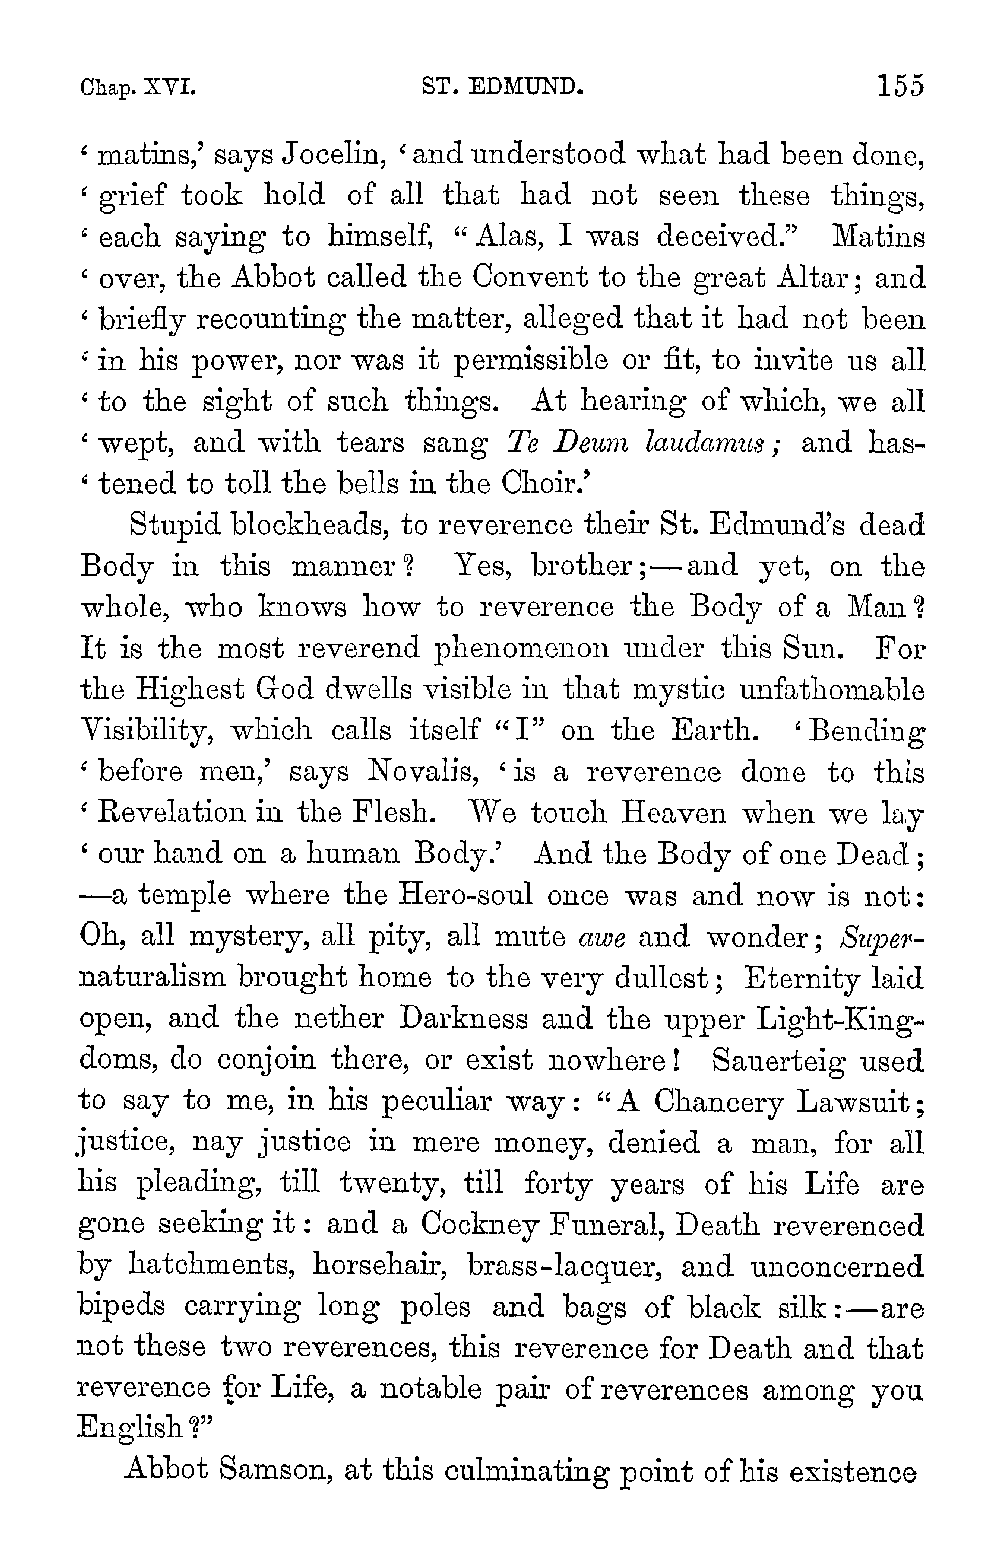 Chap. XVI. ST. EDMUND. 155
‘ matins,’ says Jocelin, ‘ and understood what had been done,
‘ grief took hold of all that had not seen these things,
‘ each saying to himself, “ Alas, I was deceived.” Matins
‘ over, the Abbot called the Convent to the great Altar; and
‘ briefly recounting the matter, alleged that it had not been
‘ in his power, nor was it permissible or fit, to invite us all
‘ to the sight of such things. At hearing of which, we all
‘ wept, and with tears sang Te Deum laudamus; and has-
‘ tened to toll the bells in the Choir.’
Stupid blockheads, to reverence their St. Edmund’s dead
Body in this manner? Yes, brother;—and yet, on the
whole, who knows how to reverence the Body of a Man?
It is the most reverend phenomenon under this Sun. For
the Highest God dwells visible in that mystic unfathomable
Visibility, which calls itself “I” on the Earth. ‘ Bending
‘ before men,’ says Novalis, ‘ is a reverence done to this
‘ Revelation in the Flesh. We touch Heaven when we lay
‘ our hand on a human Body.’ And the Body of one Dead;
—a temple where the Hero-soul once was and now is not:
Oh, all mystery, all pity, all mute awe and wonder; Super-
naturalism brought home to the very dullest; Eternity laid
open, and the nether Darkness and the upper Light-King-
doms, do conjoin there, or exist nowhere! Sauerteig used
to say to me, in his peculiar way: “A Chancery Lawsuit;
justice, nay justice in mere money, denied a man, for all
his pleading, till twenty, till forty years of his Life are
gone seeking it: and a Cockney Funeral, Death reverenced
by hatchments, horsehair, brass-lacquer, and unconcerned
bipeds carrying long poles and bags of black silk:—are
not these two reverences, this reverence for Death and that
reverence for Life, a notable pair of reverences among you
English?”
Abbot Samson, at this culminating point of his existence